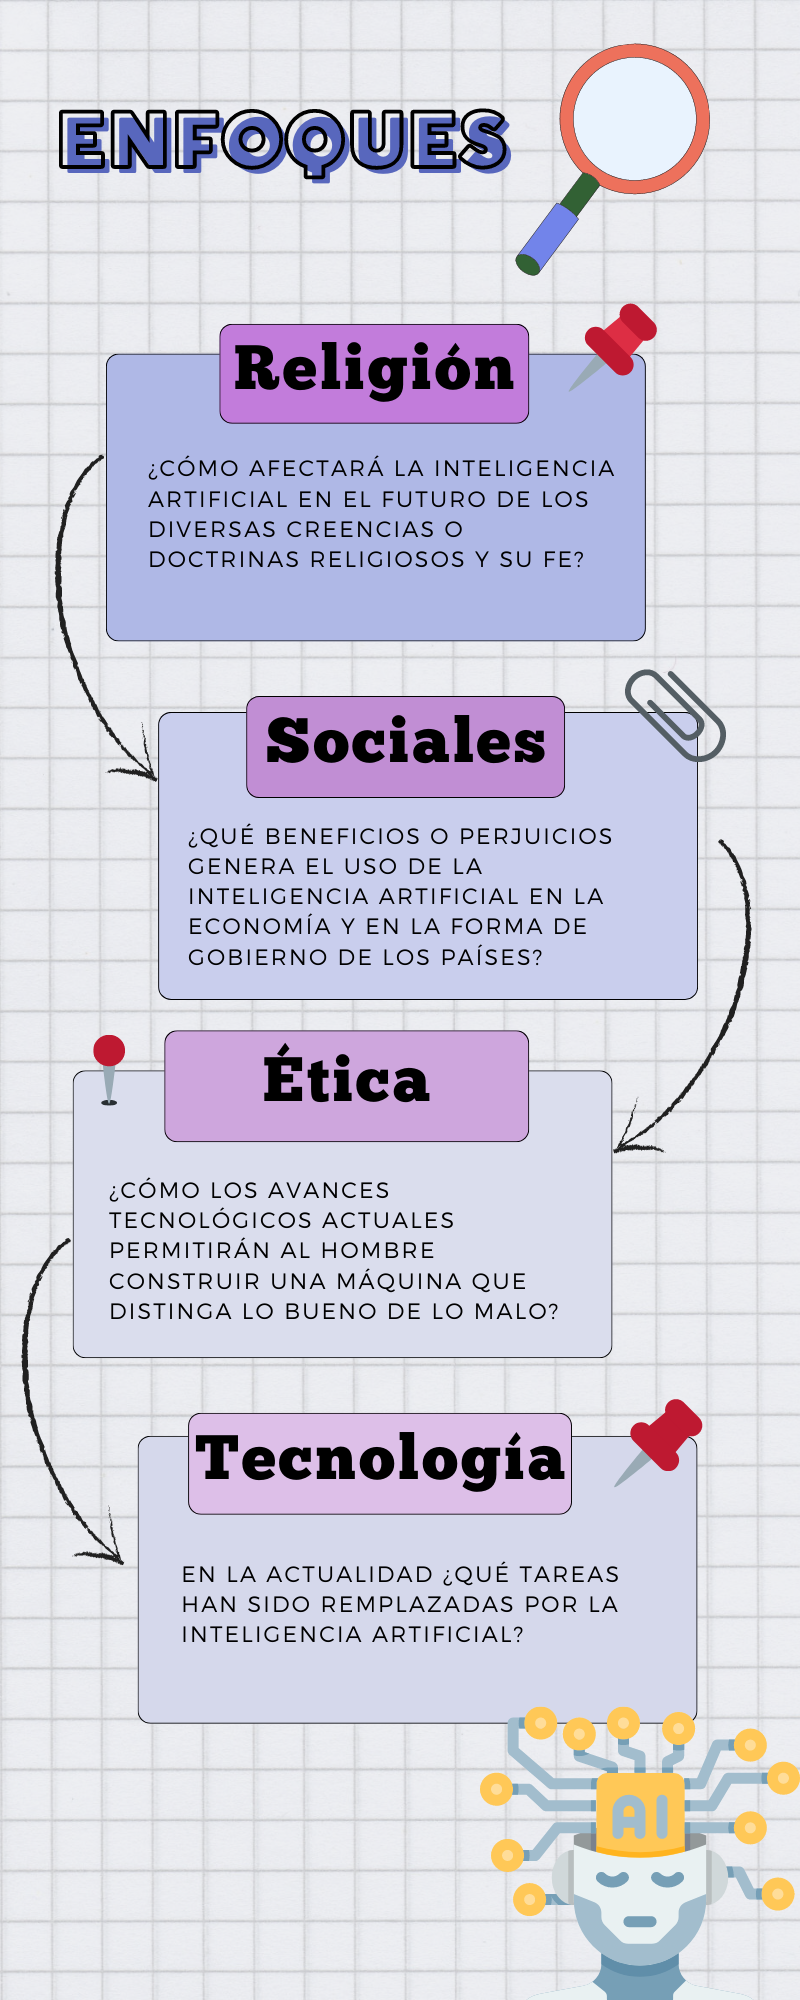 ENFOQUES
Religión
¿CÓMO AFECTARÁ LA INTELIGENCIA
ARTIFICIAL EN EL FUTURO DE LOS
DIVERSAS CREENCIAS O
DOCTRINAS RELIGIOSOS Y SU FE?
Sociales
¿QUÉ BENEFICIOS O PERJUICIOS
GENERA EL USO DE LA
INTELIGENCIA ARTIFICIAL EN LA
ECONOMÍA Y EN LA FORMA DE
GOBIERNO DE LOS PAÍSES?
Ética
¿CÓMO LOS AVANCES
TECNOLÓGICOS ACTUALES
PERMITIRÁN AL HOMBRE
CONSTRUIR UNA MÁQUINA QUE
DISTINGA LO BUENO DE LO MALO?
Tecnología
EN LA ACTUALIDAD ¿QUÉ TAREAS
HAN SIDO REMPLAZADAS POR LA
INTELIGENCIA ARTIFICIAL?
AI